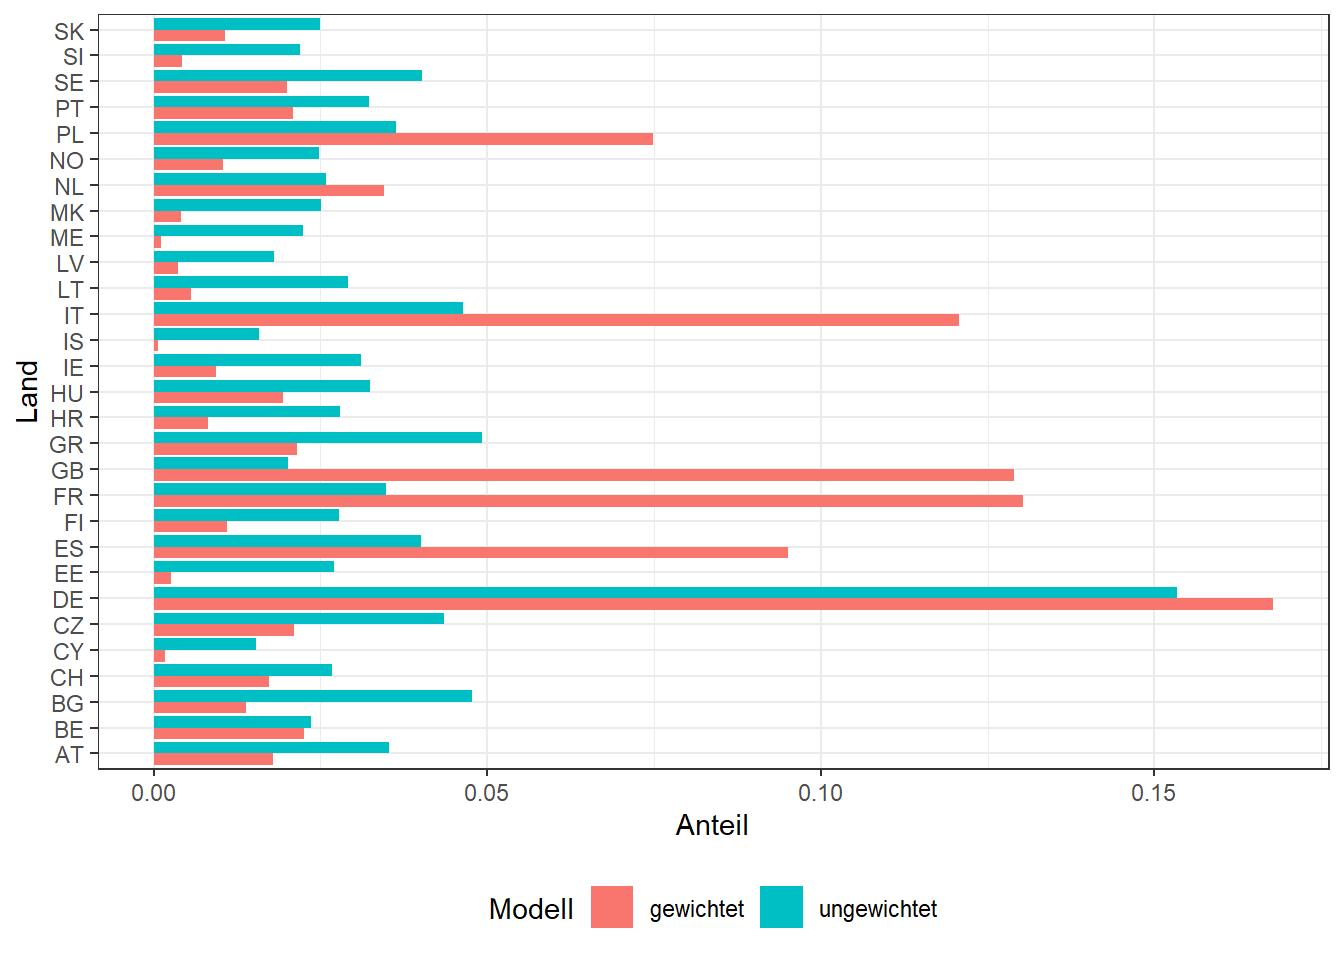 SK
SI
SE
PT
PL
NO
NL
MK
ME
LV
LT
IT
IS
IE
HU
HR
GR
GB
FR
FI
ES
EE
DE
CZ
CY
CH
BG
BE
AT
Land
0.00 0.05 0.10 0.15
Anteil
Modell gewichtet ungewichtet